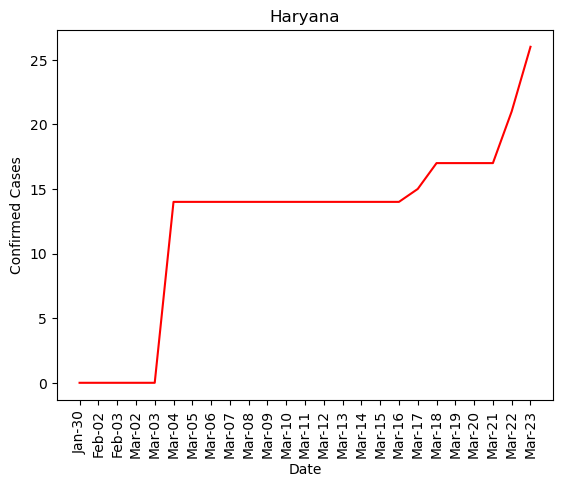 Haryana
Confirmed Cases
25
20
15
10
5
0
Jan-30
Feb-02
Feb-03
Mar-02
Mar-03
Mar-04
Mar-05
Mar-06
Mar-07
Mar-08
Mar-09
Mar-10
Mar-11
Mar-12
Mar-13
Mar-14
Mar-15
Mar-16
Mar-17
Mar-18
Mar-19
Mar-20
Mar-21
Mar-22
Mar-23
Date